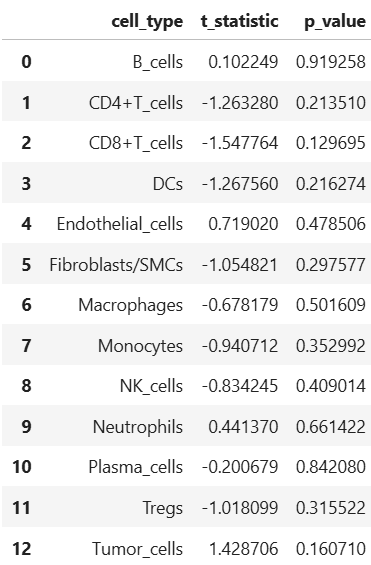 cell_type t_statistic p_value
0 B_cells 0.102249 0.919258
1 CD4+T_cells -1.263280 0.213510
2 CD8+T_cells -1.547764 0.129695
3 DCs -1.267560 0.216274
4 Endothelial_cells 0.719020 0.478506
5 Fibroblasts/SMCs -1.054821 0.297577
6 Macrophages -0.678179 0.501609
7 Monocytes -0.940712 0.352992
8 NK_cells -0.834245 0.409014
9 Neutrophils 0.441370 0.661422
10 Plasma_cells -0.200679 0.842080
11 Tregs -1.018099 0.315522
12 Tumor_cells 1.428706 0.160710